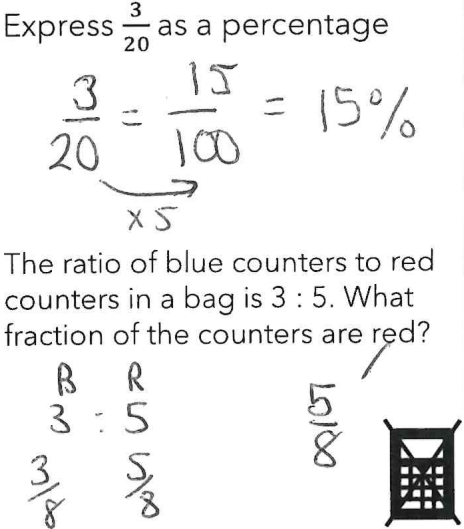 Express 3/20 as a percentage
3/20 = 15/100 = 15%
×5
The ratio of blue counters to red
counters in a bag is 3 : 5. What
fraction of the counters are red?
B R
3 : 5
3/8 5/8
5/8